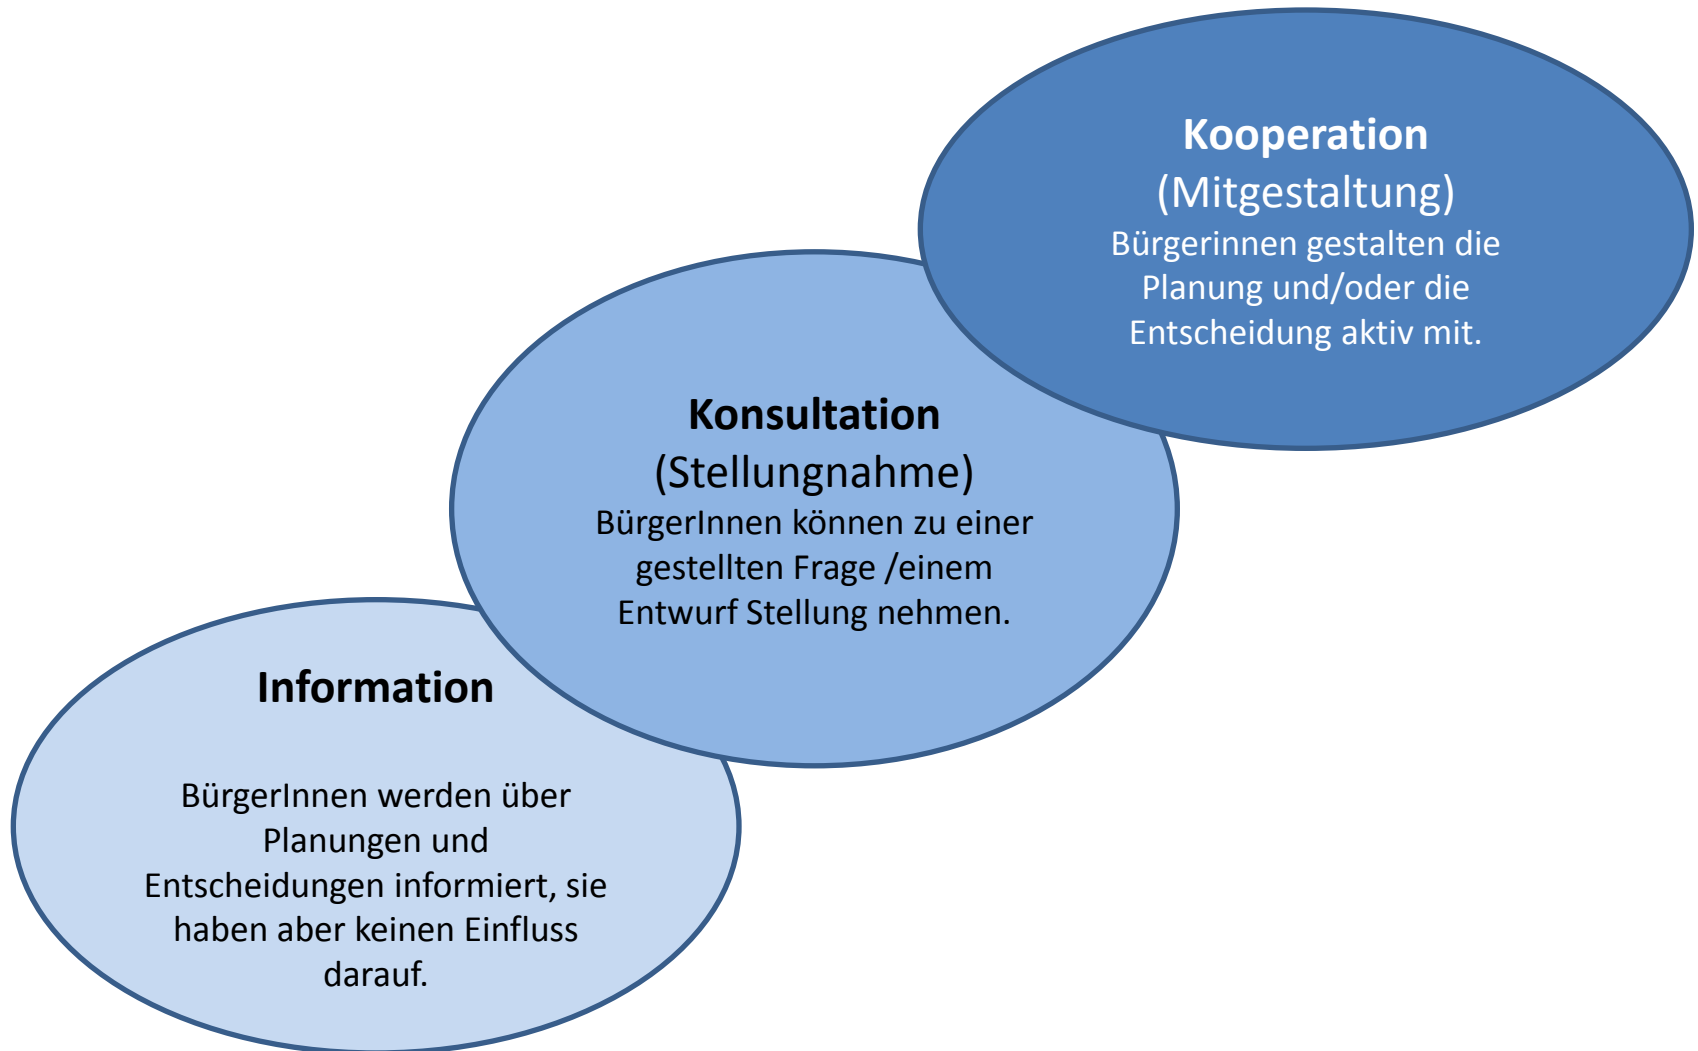 Kooperation
(Mitgestaltung)
Bürgerinnen gestalten die
Planung und/oder die
Entscheidung aktiv mit.
Konsultation
(Stellungnahme)
BürgerInnen können zu einer
gestellten Frage /einem
Entwurf Stellung nehmen.
Information
BürgerInnen werden über
Planungen und
Entscheidungen informiert, sie
haben aber keinen Einfluss
darauf.